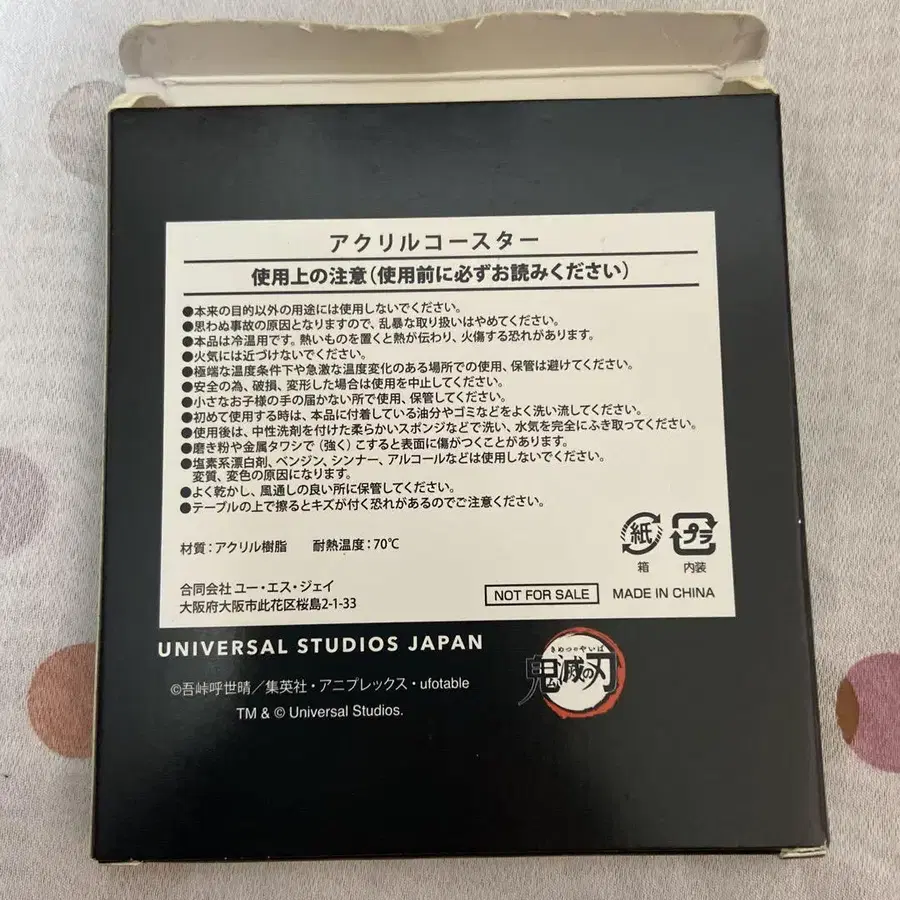 アクリルコースター
使用上の注意(使用前に必ずお読みください)
●本来の目的以外の用途には使用しないでください。
●思わぬ事故の原因となりますので、乱暴な取り扱いはやめてください。
●本品は冷温用です。熱いものを置くと熱が伝わり、火傷する恐れがあります。
●火気には近づけないでください。
●極端な温度条件下や急激な温度変化のある場所での使用、保管は避けてください。
●安全の為、破損、変形した場合は使用を中止してください。
●小さなお子様の手の届かない所で使用、保管してください。
●初めて使用する時は、本品に付着している油分やゴミなどをよく洗い流してください。
●使用後は、中性洗剤を付けた柔らかいスポンジなどで洗い、水気を完全にふき取ってください。
●磨き粉や金属タワシで(強く)こすると表面に傷がつくことがあります。
●塩素系漂白剤、ベンジン、シンナー、アルコールなどは使用しないでください。
変質、変色の原因になります。
●よく乾かし、風通しの良い所に保管してください。
●テーブルの上で擦るとキズが付く恐れがあるのでご注意ください。
紙 プラ
箱 内装
材質:アクリル樹脂 耐熱温度:70℃
合同会社 ユー・エス・ジェイ
大阪府大阪市此花区桜島2-1-33
NOT FOR SALE MADE IN CHINA
UNIVERSAL STUDIOS JAPAN
きめつのやいば
鬼滅の刃
©吾峠呼世晴/集英社・アニプレックス・ufotable
TM & © Universal Studios.